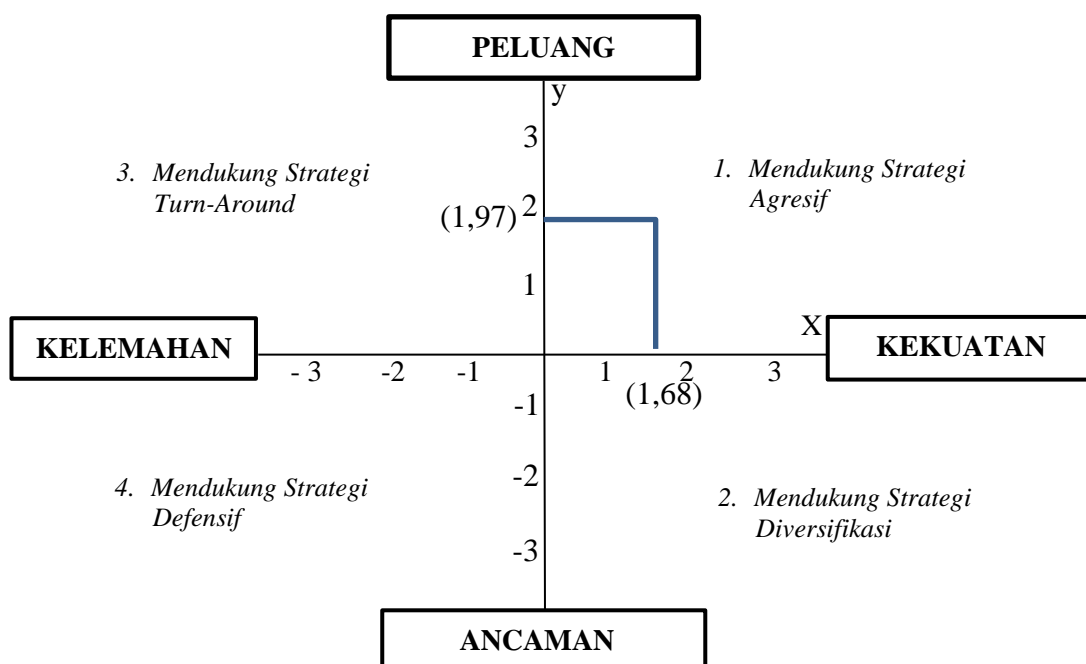 PELUANG
y
3
3. Mendukung Strategi
Turn-Around
1. Mendukung Strategi
Agresif
(1,97) 2
1
KELEMAHAN
X
KEKUATAN
- 3 -2 -1 1 2 3
(1,68)
-1
-2
4. Mendukung Strategi
Defensif
2. Mendukung Strategi
Diversifikasi
-3
ANCAMAN